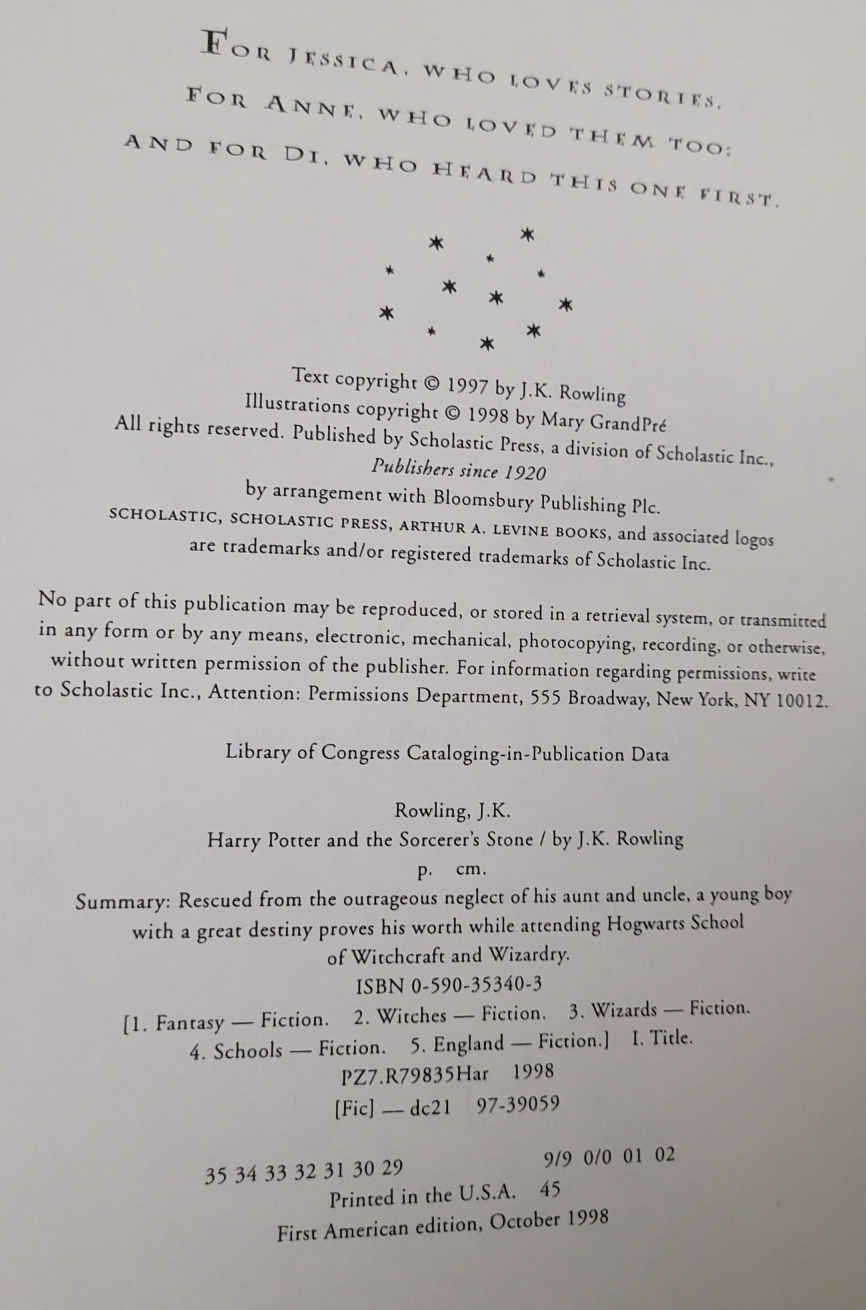 FOR JESSICA, WHO LOVES STORIES,
FOR ANNE, WHO LOVED THEM TOO;
AND FOR DI, WHO HEARD THIS ONE FIRST.
Text copyright © 1997 by J.K. Rowling
Illustrations copyright © 1998 by Mary GrandPré
All rights reserved. Published by Scholastic Press, a division of Scholastic Inc.,
Publishers since 1920
by arrangement with Bloomsbury Publishing Plc.
SCHOLASTIC, SCHOLASTIC PRESS, ARTHUR A. LEVINE BOOKS, and associated logos
are trademarks and/or registered trademarks of Scholastic Inc.
No part of this publication may be reproduced, or stored in a retrieval system, or transmitted
in any form or by any means, electronic, mechanical, photocopying, recording, or otherwise,
without written permission of the publisher. For information regarding permissions, write
to Scholastic Inc., Attention: Permissions Department, 555 Broadway, New York, NY 10012.
Library of Congress Cataloging-in-Publication Data
Rowling, J.K.
Harry Potter and the Sorcerer's Stone / by J.K. Rowling
p. cm.
Summary: Rescued from the outrageous neglect of his aunt and uncle, a young boy
with a great destiny proves his worth while attending Hogwarts School
of Witchcraft and Wizardry.
ISBN 0-590-35340-3
[1. Fantasy — Fiction. 2. Witches — Fiction. 3. Wizards — Fiction.
4. Schools — Fiction. 5. England — Fiction.] I. Title.
PZ7.R79835Har 1998
[Fic] — dc21 97-39059
35 34 33 32 31 30 29 9/9 0/0 01 02
Printed in the U.S.A. 45
First American edition, October 1998